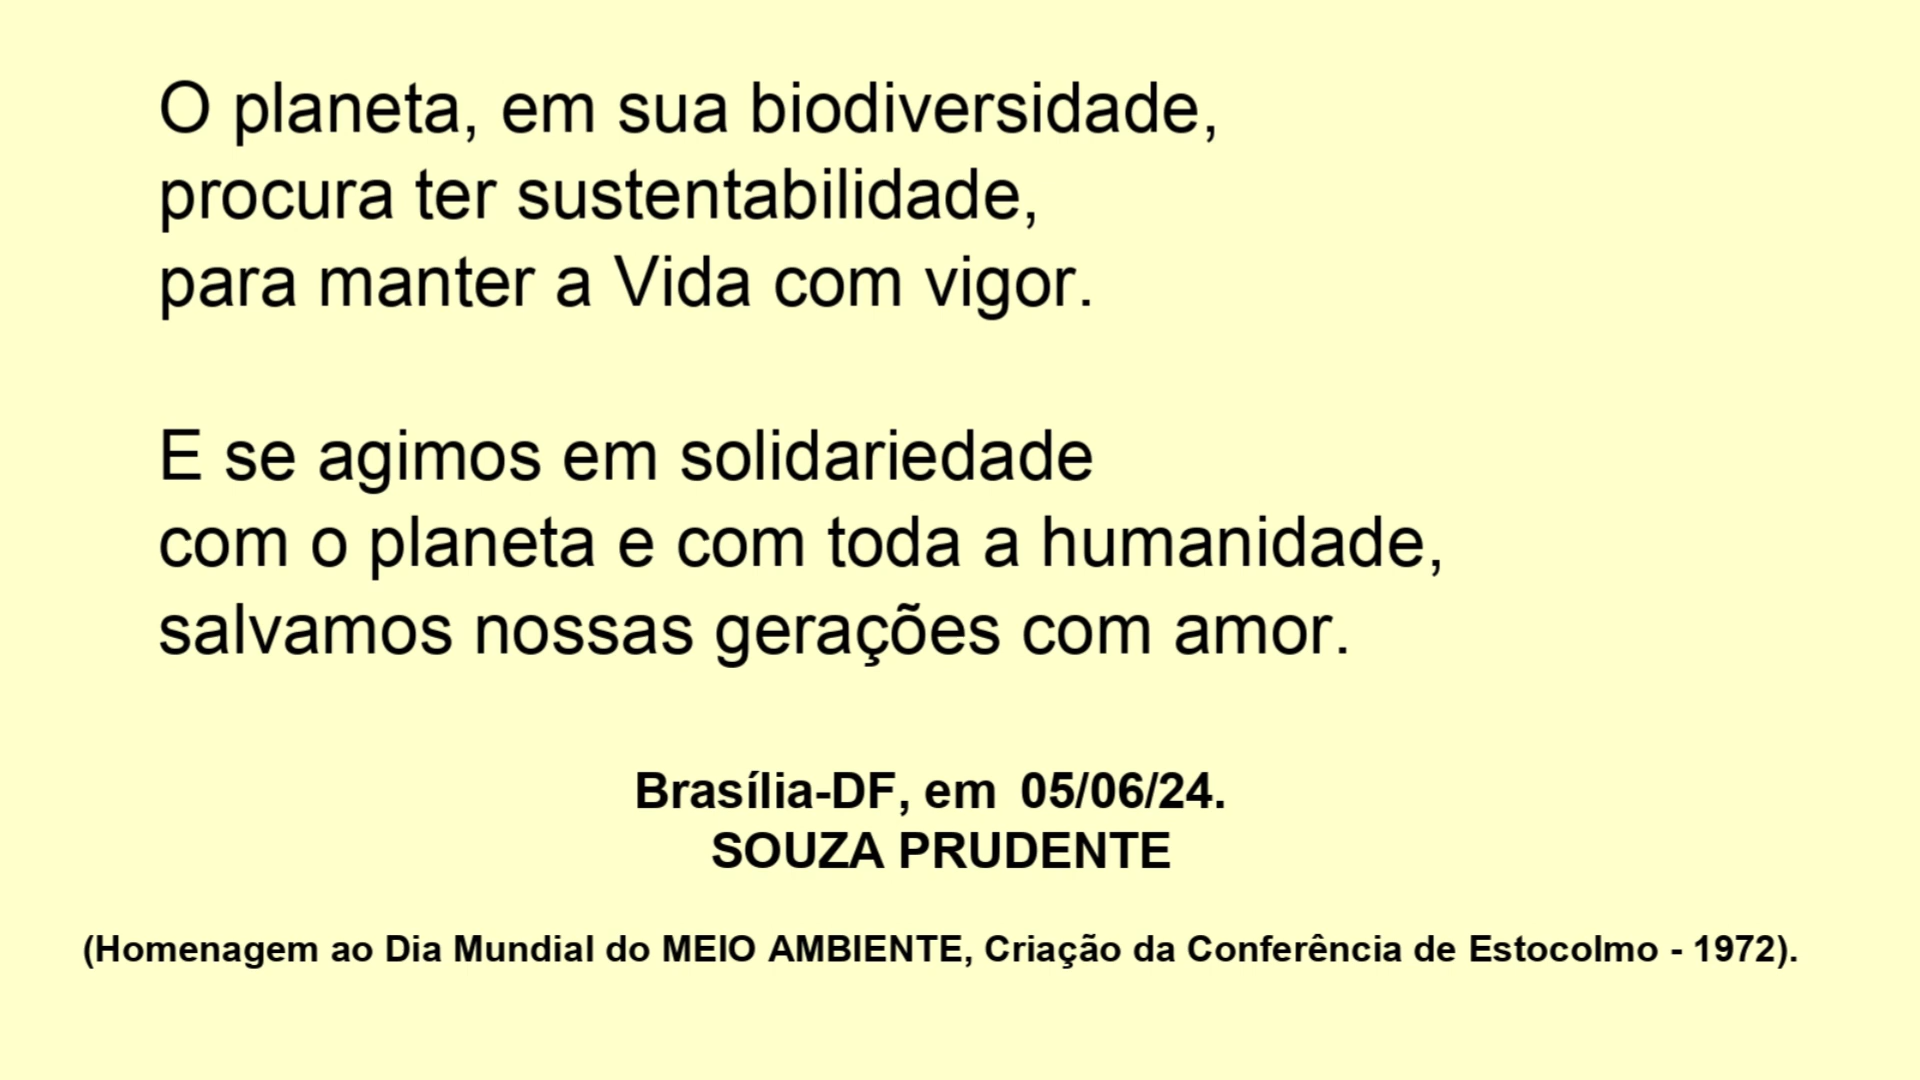 O planeta, em sua biodiversidade,
procura ter sustentabilidade,
para manter a Vida com vigor.
E se agimos em solidariedade
com o planeta e com toda a humanidade,
salvamos nossas gerações com amor.
Brasília-DF, em 05/06/24.
SOUZA PRUDENTE
(Homenagem ao Dia Mundial do MEIO AMBIENTE, Criação da Conferência de Estocolmo - 1972).